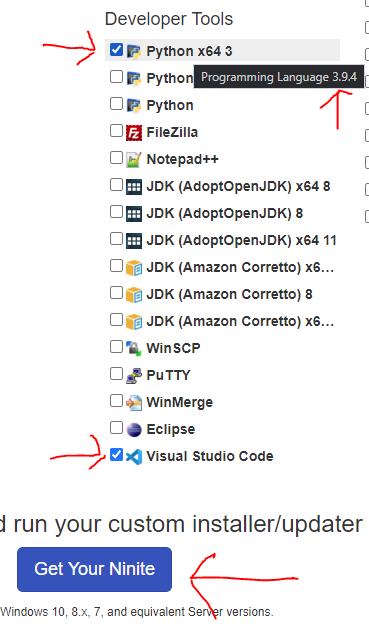 Developer Tools
Python x64 3
Python
Programming Language 3.9.4
Python
FileZilla
Notepad++
JDK (AdoptOpenJDK) x64 8
JDK (AdoptOpenJDK) 8
JDK (AdoptOpenJDK) x64 11
JDK (Amazon Corretto) x6...
JDK (Amazon Corretto) 8
JDK (Amazon Corretto) x6...
WinSCP
PuTTY
WinMerge
Eclipse
Visual Studio Code
d run your custom installer/updater
Get Your Ninite
Windows 10, 8.x, 7, and equivalent Server versions.